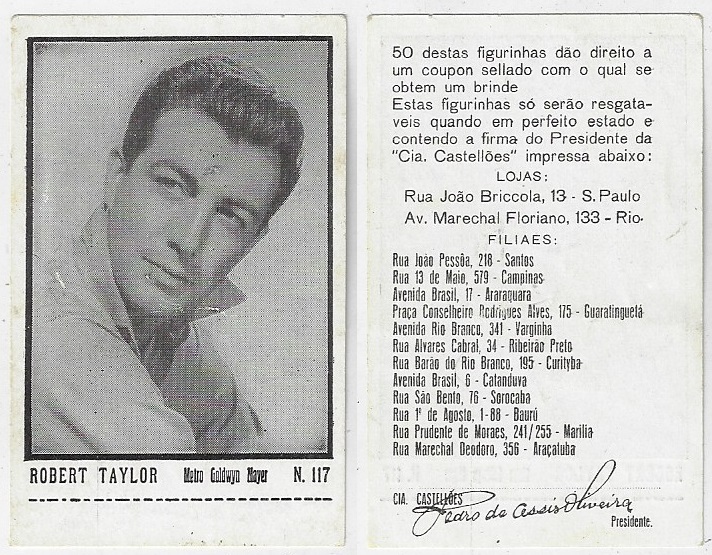 ROBERT TAYLOR Metro Goldwyn Mayer N. 117
50 destas figurinhas dão direito a
um coupon sellado com o qual se
obtem um brinde
Estas figurinhas só serão resgata-
veis quando em perfeito estado e
contendo a firma do Presidente da
"Cia. Castellões" impressa abaixo:
LOJAS:
Rua João Briccola, 13 - S. Paulo
Av. Marechal Floriano, 133 - Rio.
FILIAES:
Rua João Pessôa, 218 - Santos
Rua 13 de Maio, 579 - Campinas
Avenida Brasil, 17 - Araraquara
Praça Conselheiro Rodrigues Alves, 175 - Guaratinguetá
Avenida Rio Branco, 341 - Varginha
Rua Alvares Cabral, 34 - Ribeirão Preto
Rua Barão do Rio Branco, 195 - Curityba
Avenida Brasil, 6 - Catanduva
Rua São Bento, 76 - Sorocaba
Rua 1º de Agosto, 1-88 - Baurú
Rua Prudente de Moraes, 241/255 - Marilia
Rua Marechal Deodoro, 356 - Araçatuba
CIA. CASTELLÕES
Pedro de Assis Oliveira
Presidente.